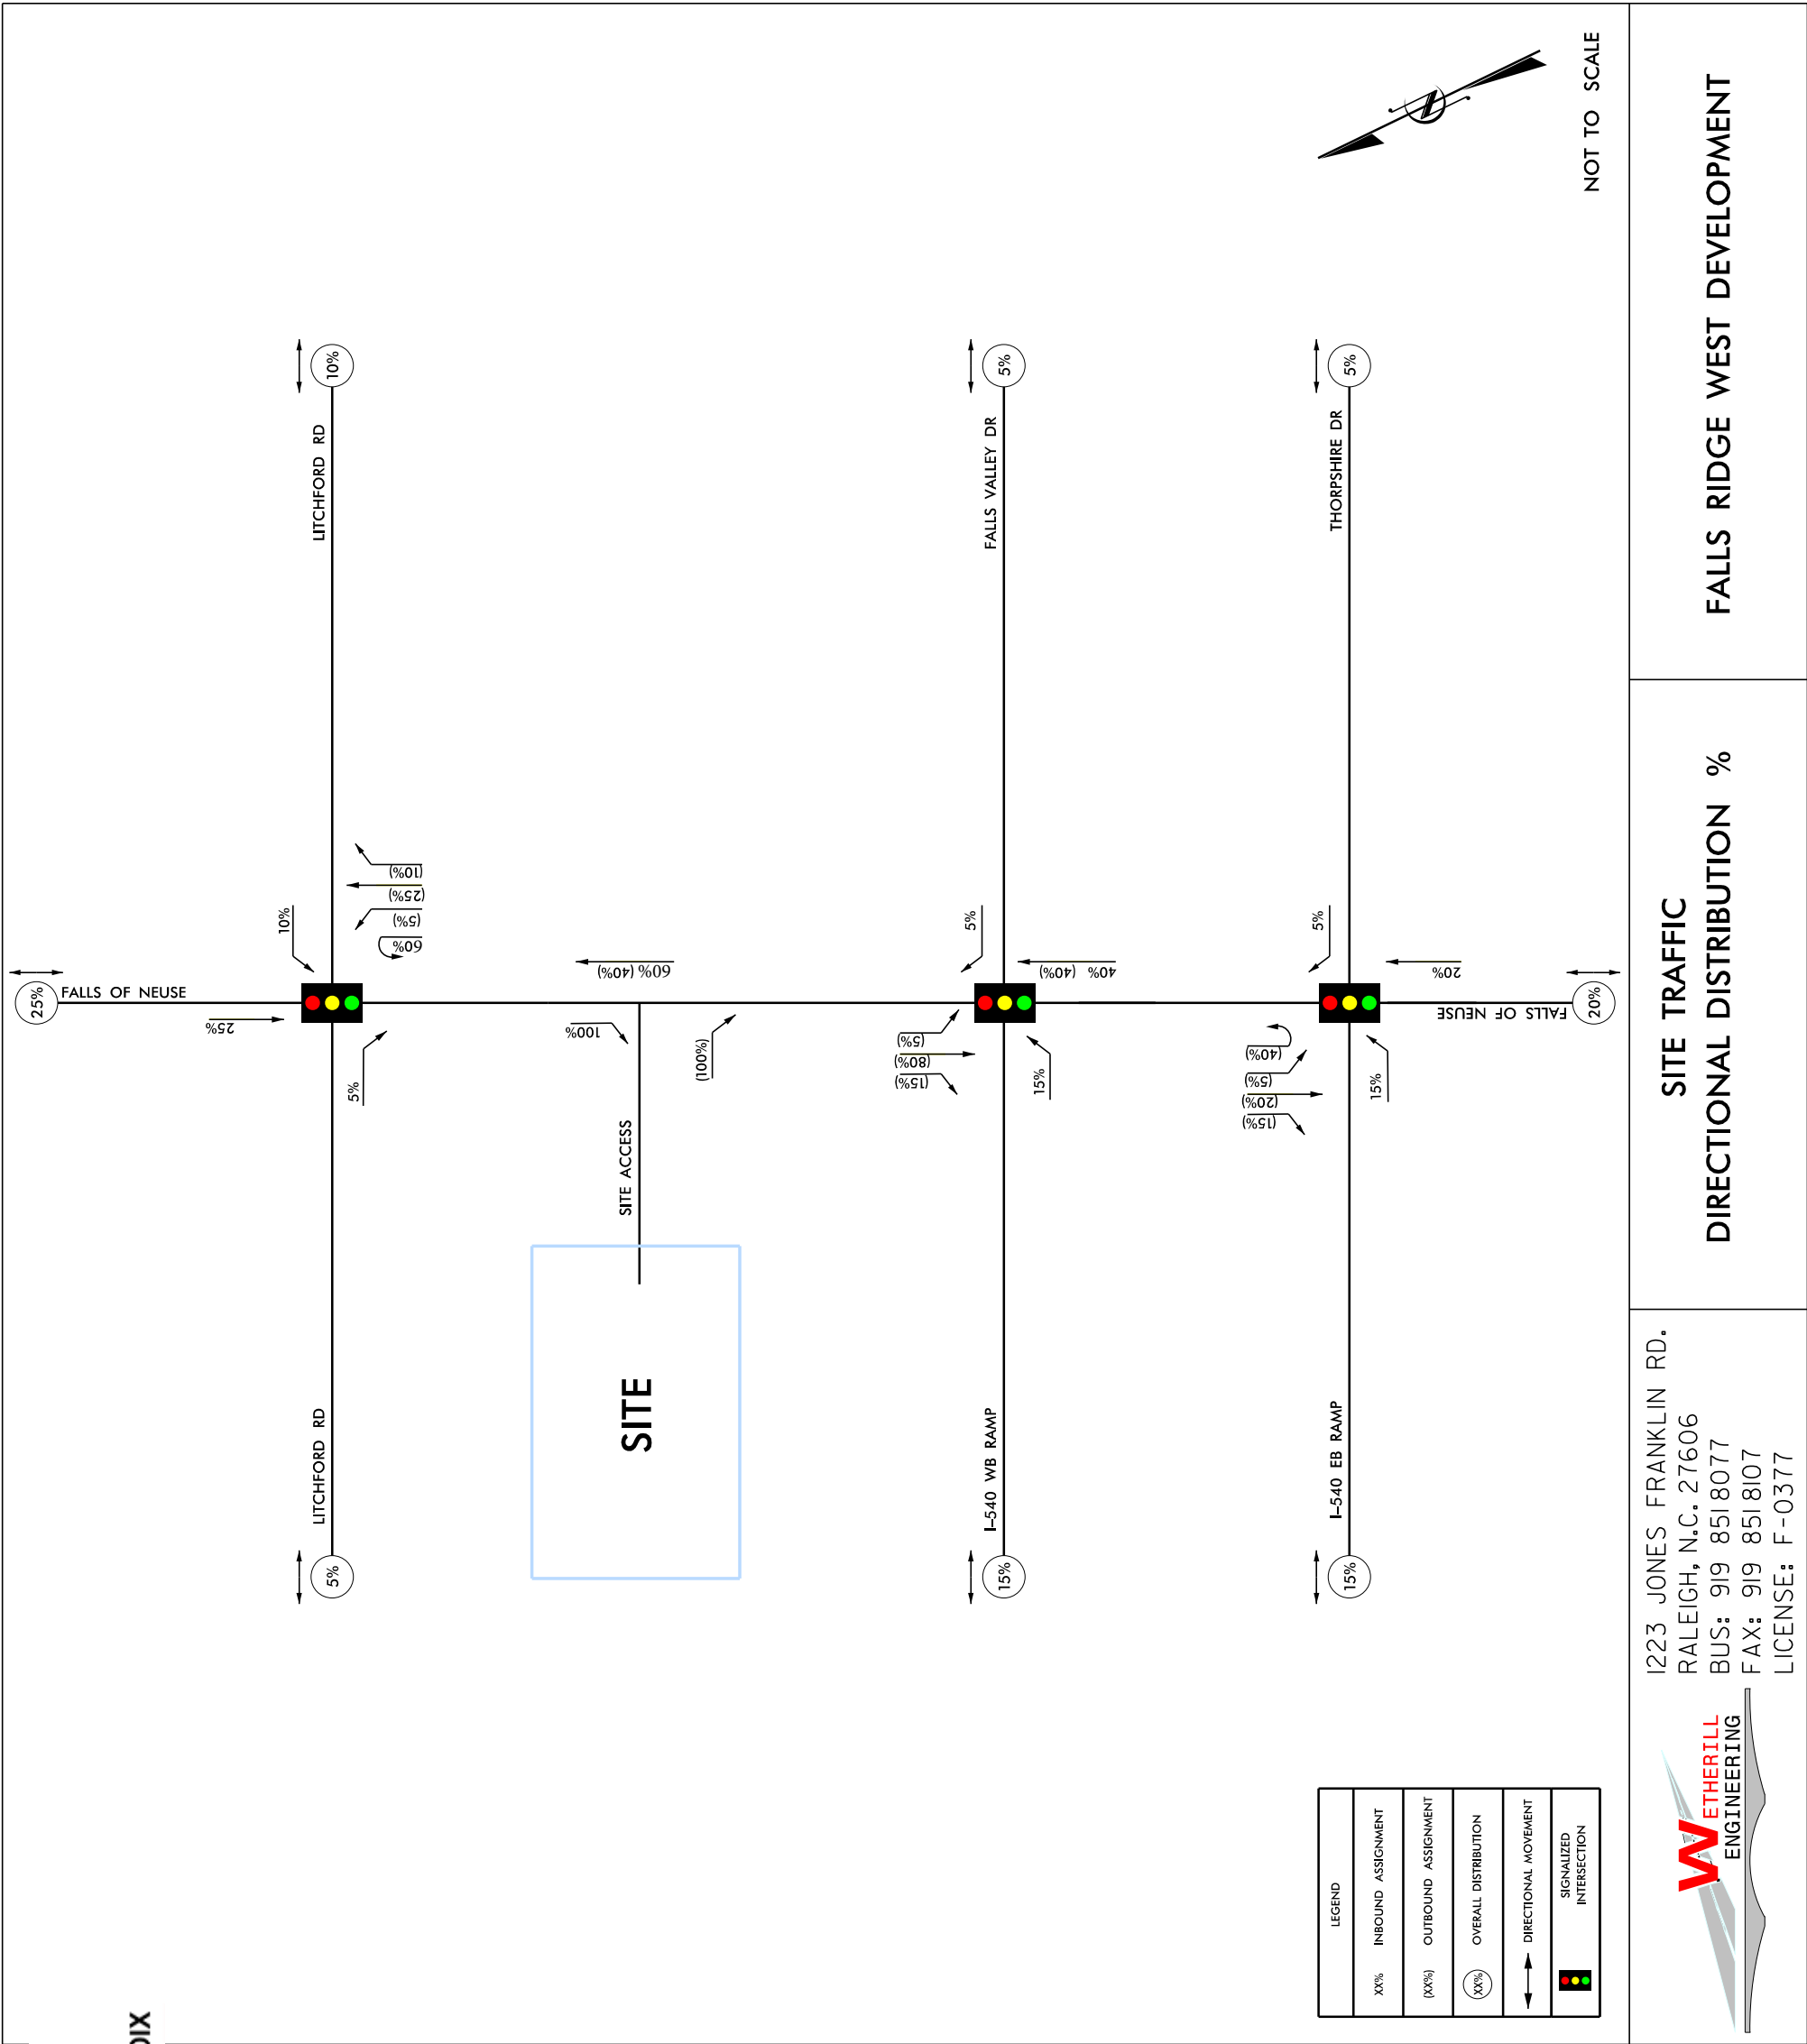 25%
FALLS OF NEUSE
25%
LITCHFORD RD
5%
LITCHFORD RD
10%
10%
5%
(10%)
(25%)
(5%)
60%
60% (40%)
100%
(100%)
SITE ACCESS
SITE
I-540 WB RAMP
15%
FALLS VALLEY DR
5%
5%
(5%)
(80%)
(15%)
15%
40% (40%)
I-540 EB RAMP
15%
THORPSHIRE DR
5%
5%
(40%)
(5%)
(20%)
(15%)
15%
20%
FALLS OF NEUSE
20%
NOT TO SCALE
LEGEND
XX% INBOUND ASSIGNMENT
(XX%) OUTBOUND ASSIGNMENT
XX% OVERALL DISTRIBUTION
DIRECTIONAL MOVEMENT
SIGNALIZED
INTERSECTION
WETHERILL
ENGINEERING
1223 JONES FRANKLIN RD.
RALEIGH, N.C. 27606
BUS: 919 851 8077
FAX: 919 851 8107
LICENSE: F-0377
SITE TRAFFIC
DIRECTIONAL DISTRIBUTION %
FALLS RIDGE WEST DEVELOPMENT